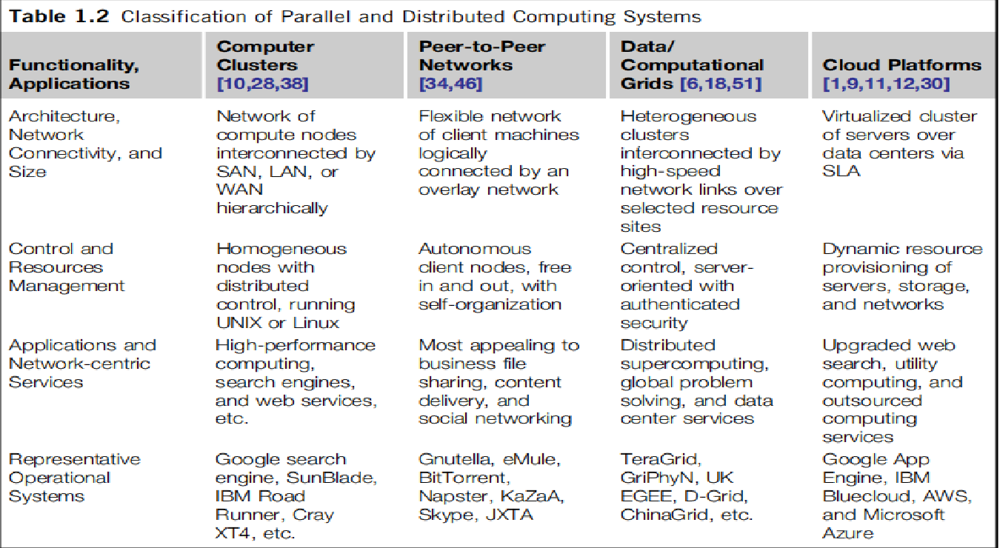 Table 1.2 Classification of Parallel and Distributed Computing Systems
Functionality,
Applications
Computer
Clusters
[10,28,38]
Peer-to-Peer
Networks
[34,46]
Data/
Computational
Grids [6,18,51]
Cloud Platforms
[1,9,11,12,30]
Architecture,
Network
Connectivity, and
Size
Network of
compute nodes
interconnected by
SAN, LAN, or
WAN
hierarchically
Flexible network
of client machines
logically
connected by an
overlay network
Heterogeneous
clusters
interconnected by
high-speed
network links over
selected resource
sites
Virtualized cluster
of servers over
data centers via
SLA
Control and
Resources
Management
Homogeneous
nodes with
distributed
control, running
UNIX or Linux
Autonomous
client nodes, free
in and out, with
self-organization
Centralized
control, server-
oriented with
authenticated
security
Dynamic resource
provisioning of
servers, storage,
and networks
Applications and
Network-centric
Services
High-performance
computing,
search engines,
and web services,
etc.
Most appealing to
business file
sharing, content
delivery, and
social networking
Distributed
supercomputing,
global problem
solving, and data
center services
Upgraded web
search, utility
computing, and
outsourced
computing
services
Representative
Operational
Systems
Google search
engine, SunBlade,
IBM Road
Runner, Cray
XT4, etc.
Gnutella, eMule,
BitTorrent,
Napster, KaZaA,
Skype, JXTA
TeraGrid,
GriPhyN, UK
EGEE, D-Grid,
ChinaGrid, etc.
Google App
Engine, IBM
Bluecloud, AWS,
and Microsoft
Azure